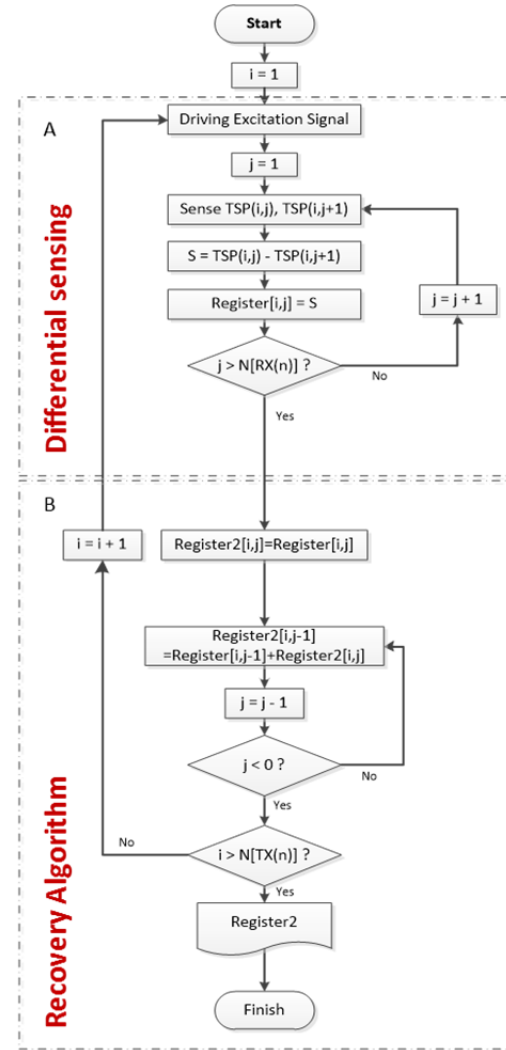 Start
i = 1
A
Differential sensing
Driving Excitation Signal
j = 1
Sense TSP(i,j), TSP(i,j+1)
S = TSP(i,j) - TSP(i,j+1)
Register[i,j] = S
j = j + 1
j > N[RX(n)] ?
No
Yes
B
Recovery Algorithm
i = i + 1
Register2[i,j]=Register[i,j]
Register2[i,j-1]
=Register[i,j-1]+Register2[i,j]
j = j - 1
j < 0 ?
No
Yes
i > N[TX(n)] ?
No
Yes
Register2
Finish